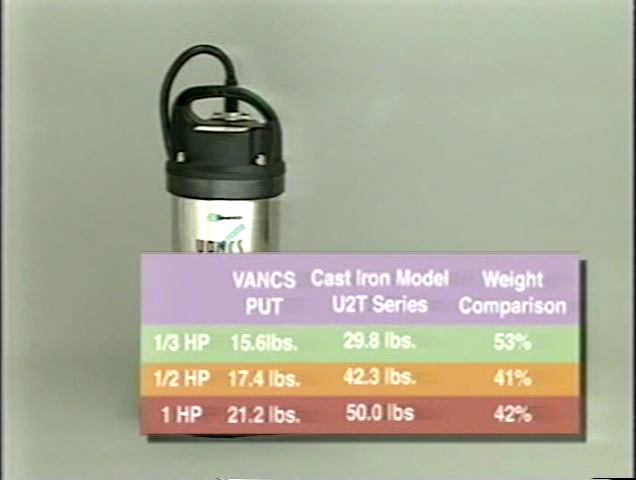 VANCS
VANCS Cast Iron Model Weight
PUT U2T Series Comparison
1/3 HP 15.6lbs. 29.8 lbs. 53%
1/2 HP 17.4 lbs. 42.3 lbs. 41%
1 HP 21.2 lbs. 50.0 lbs 42%